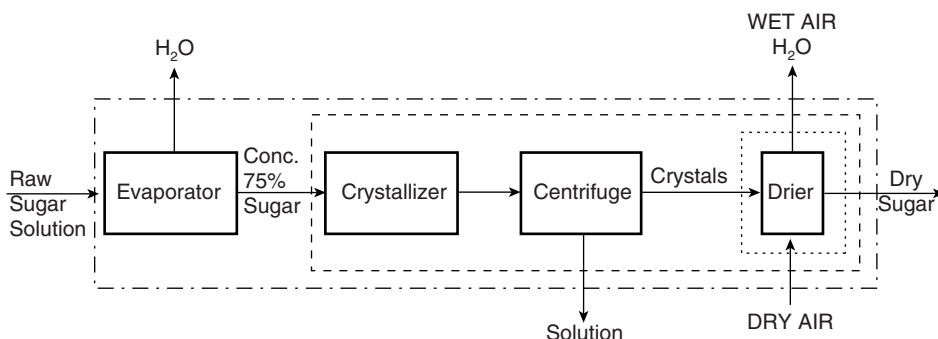 WET AIR
H₂O
H₂O
Raw
Sugar
Solution
Evaporator
Conc.
75%
Sugar
Crystallizer
Centrifuge
Crystals
Drier
Dry
Sugar
Solution
DRY AIR